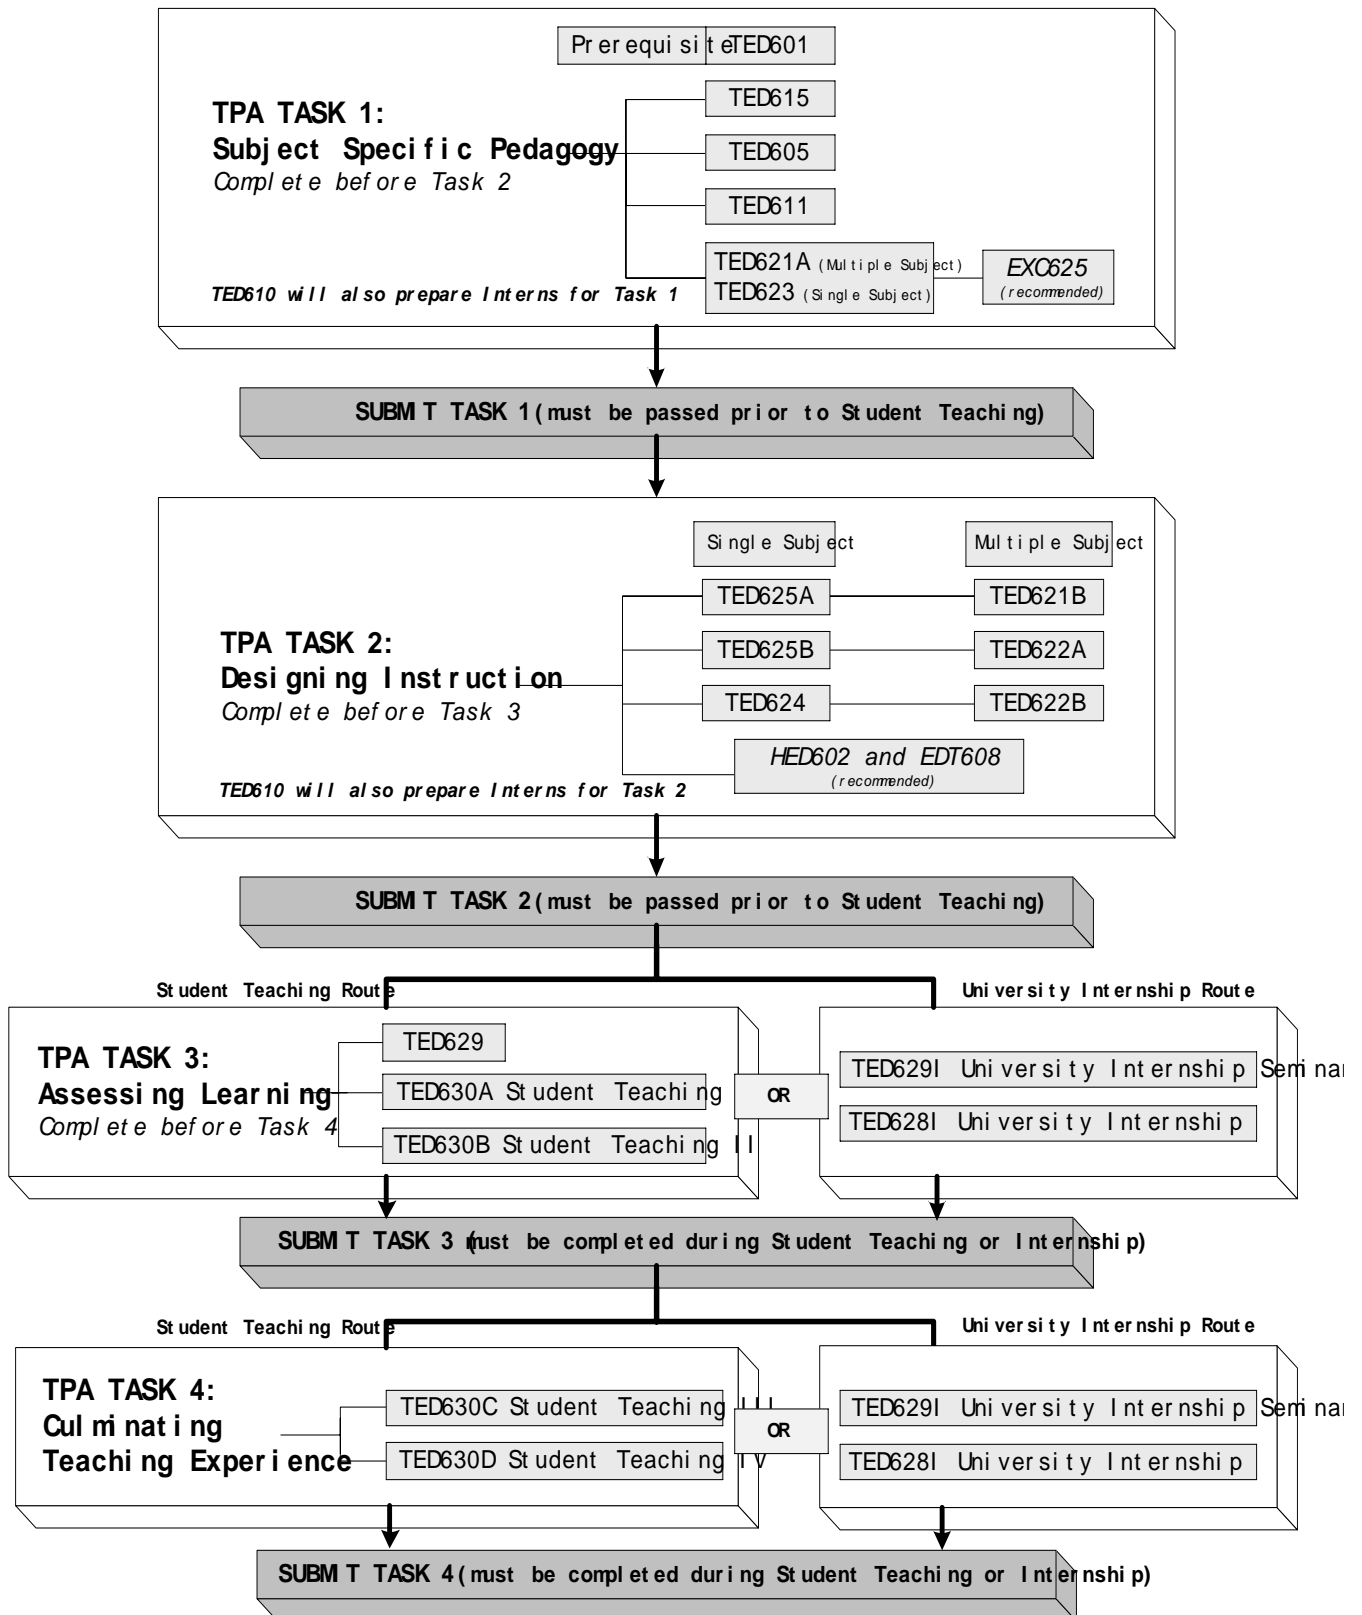 Prerequisite TED601
TED615
TPA TASK 1:
Subject Specific Pedagogy
TED605
Complete before Task 2
TED611
TED621A (Multiple Subject)
TED623 (Single Subject)
EXC625
(recommended)
TED610 will also prepare Interns for Task 1
SUBMIT TASK 1 (must be passed prior to Student Teaching)
Single Subject
Multiple Subject
TED625A
TED621B
TPA TASK 2:
Designing Instruction
Complete before Task 3
TED625B
TED622A
TED624
TED622B
HED602 and EDT608
(recommended)
TED610 will also prepare Interns for Task 2
SUBMIT TASK 2 (must be passed prior to Student Teaching)
Student Teaching Route
University Internship Route
TPA TASK 3:
Assessing Learning
Complete before Task 4
TED629
TED630A Student Teaching
TED630B Student Teaching II
OR
TED629I University Internship Seminar
TED628I University Internship
SUBMIT TASK 3 (must be completed during Student Teaching or Internship)
Student Teaching Route
University Internship Route
TPA TASK 4:
Culminating
Teaching Experience
TED630C Student Teaching III
TED630D Student Teaching IV
OR
TED629I University Internship Seminar
TED628I University Internship
SUBMIT TASK 4 (must be completed during Student Teaching or Internship)